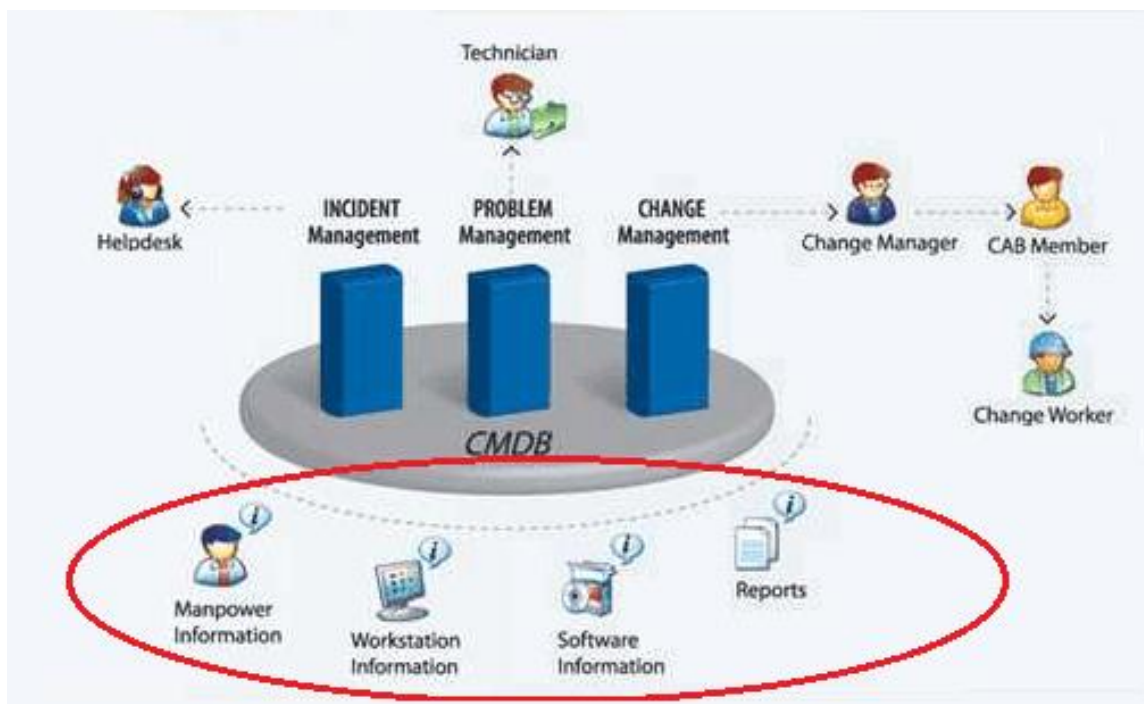 Technician
Helpdesk
INCIDENT
Management
PROBLEM
Management
CHANGE
Management
Change Manager
CAB Member
Change Worker
CMDB
Manpower
Information
Workstation
Information
Software
Information
Reports
i
i
i
i